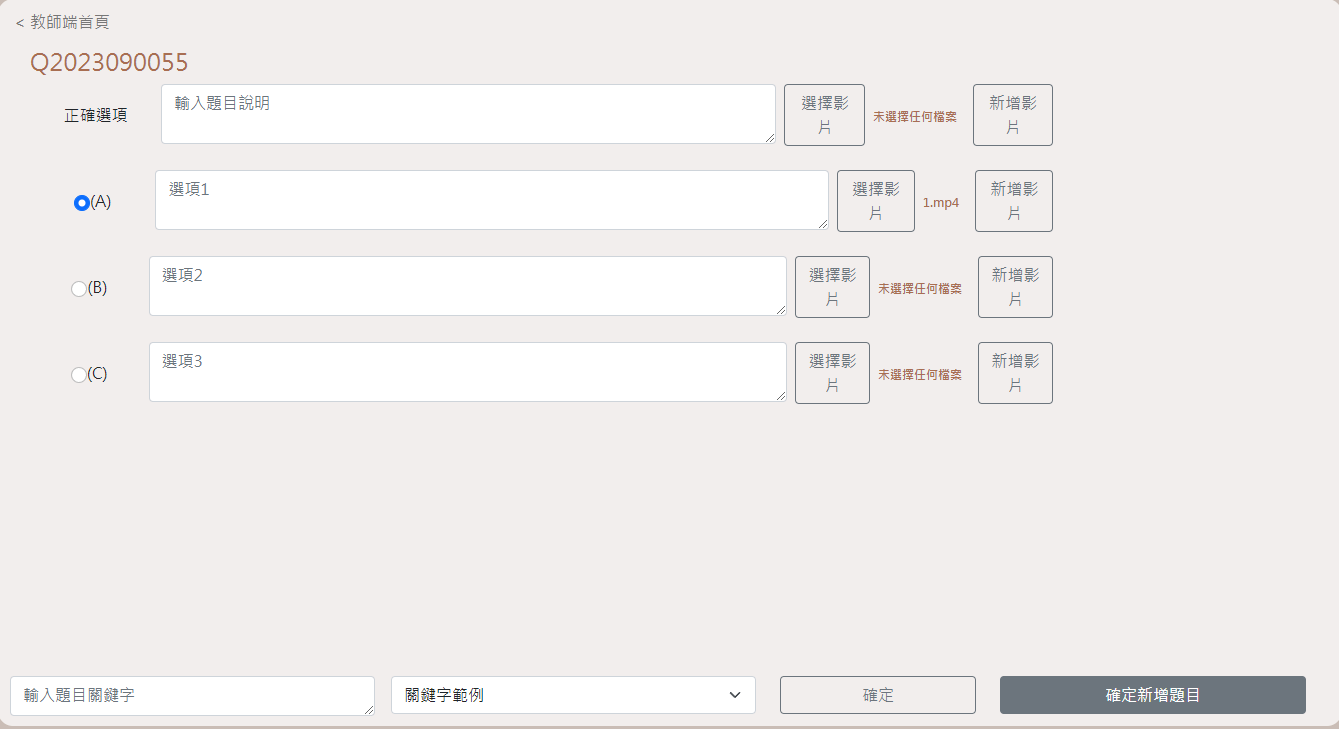 < 教師端首頁
Q2023090055
正確選項
輸入題目說明
選擇影
片
未選擇任何檔案
新增影
片
(A)
選項1
選擇影
片
1.mp4
新增影
片
(B)
選項2
選擇影
片
未選擇任何檔案
新增影
片
(C)
選項3
選擇影
片
未選擇任何檔案
新增影
片
輸入題目關鍵字
關鍵字範例
確定
確定新增題目